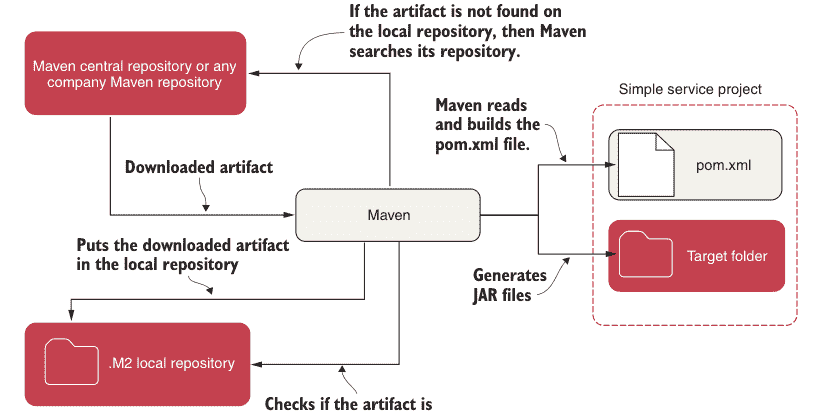 If the artifact is not found on
the local repository, then Maven
searches its repository.
Maven central repository or any
company Maven repository
Simple service project
Maven reads
and builds the
pom.xml file.
pom.xml
Downloaded artifact
Maven
Puts the downloaded artifact
in the local repository
Target folder
Generates
JAR files
.M2 local repository
Checks if the artifact is